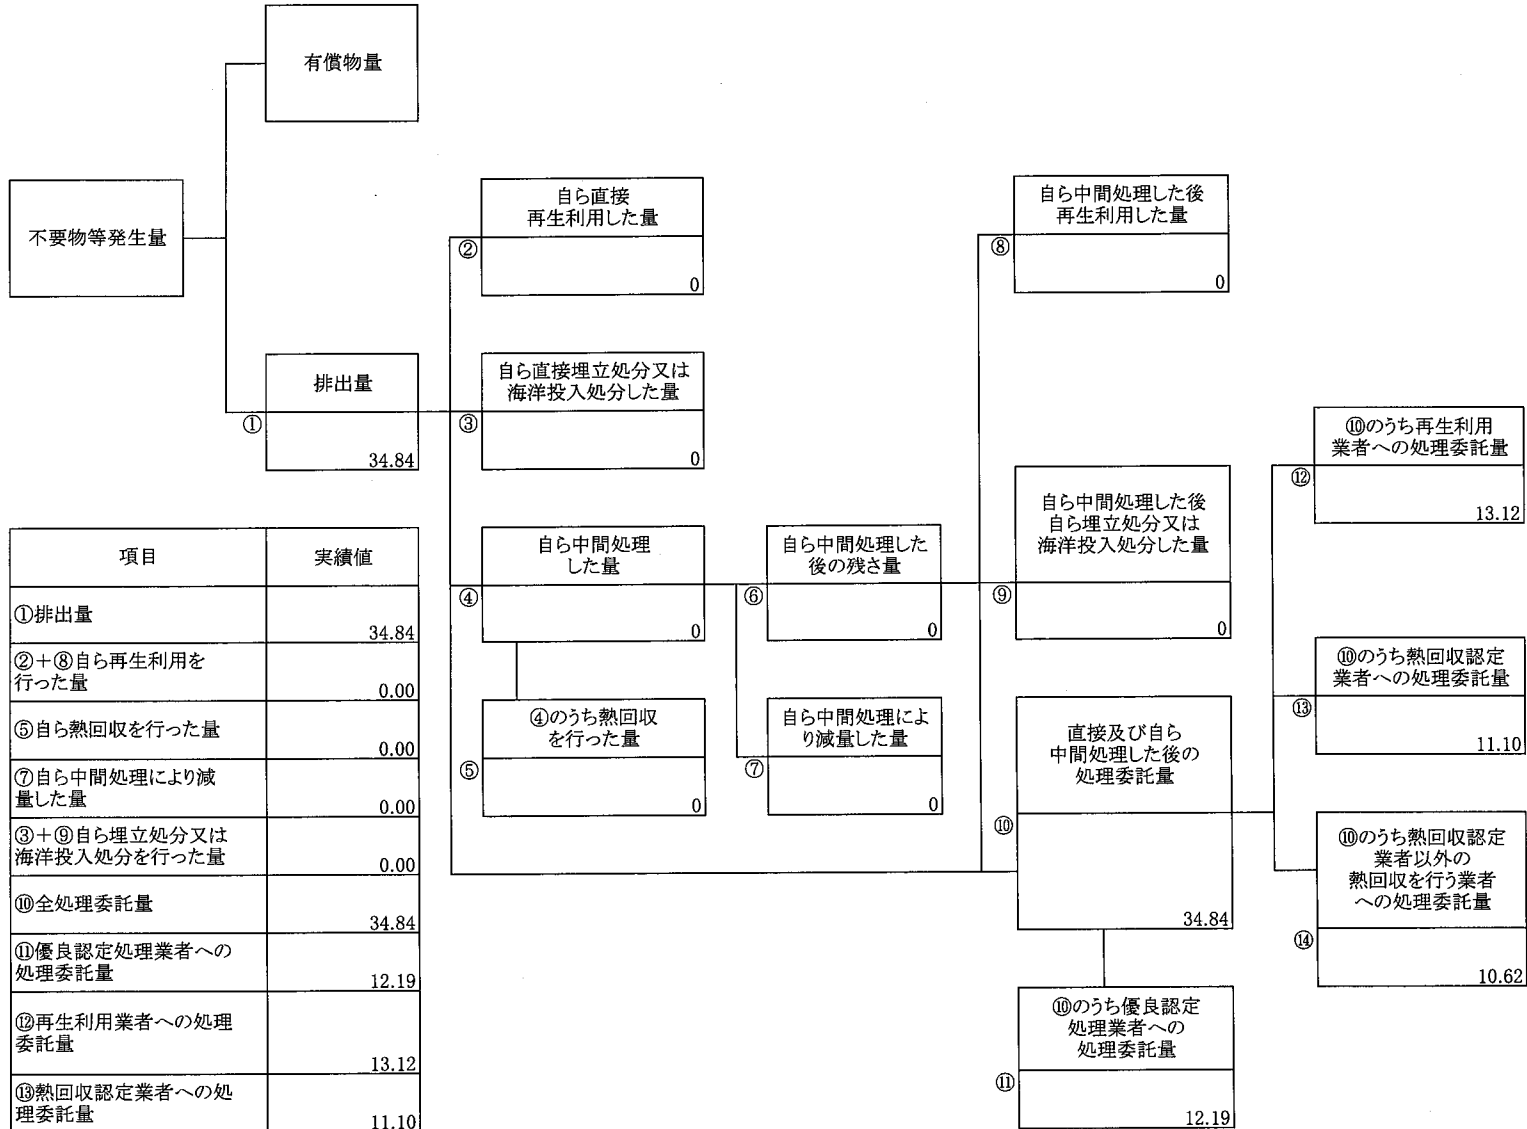 有償物量
不要物等発生量
排出量
①
34.84
自ら直接
再生利用した量
②
0
自ら直接埋立処分又は
海洋投入処分した量
③
0
自ら中間処理
した量
④
0
④のうち熱回収
を行った量
⑤
0
自ら中間処理した
後の残さ量
⑥
0
自ら中間処理によ
り減量した量
⑦
0
自ら中間処理した後
再生利用した量
⑧
0
自ら中間処理した後
自ら埋立処分又は
海洋投入処分した量
⑨
0
直接及び自ら
中間処理した後の
処理委託量
⑩
34.84
⑩のうち優良認定
処理業者への
処理委託量
⑪
12.19
⑩のうち再生利用
業者への処理委託量
⑫
13.12
⑩のうち熱回収認定
業者への処理委託量
⑬
11.10
⑩のうち熱回収認定
業者以外の
熱回収を行う業者
への処理委託量
⑭
10.62
項目 実績値
①排出量
34.84
②+⑧自ら再生利用を
行った量
0.00
⑤自ら熱回収を行った量
0.00
⑦自ら中間処理により減
量した量
0.00
③+⑨自ら埋立処分又は
海洋投入処分を行った量
0.00
⑩全処理委託量
34.84
⑪優良認定処理業者への
処理委託量
12.19
⑫再生利用業者への処理
委託量
13.12
⑬熱回収認定業者への処
理委託量
11.10